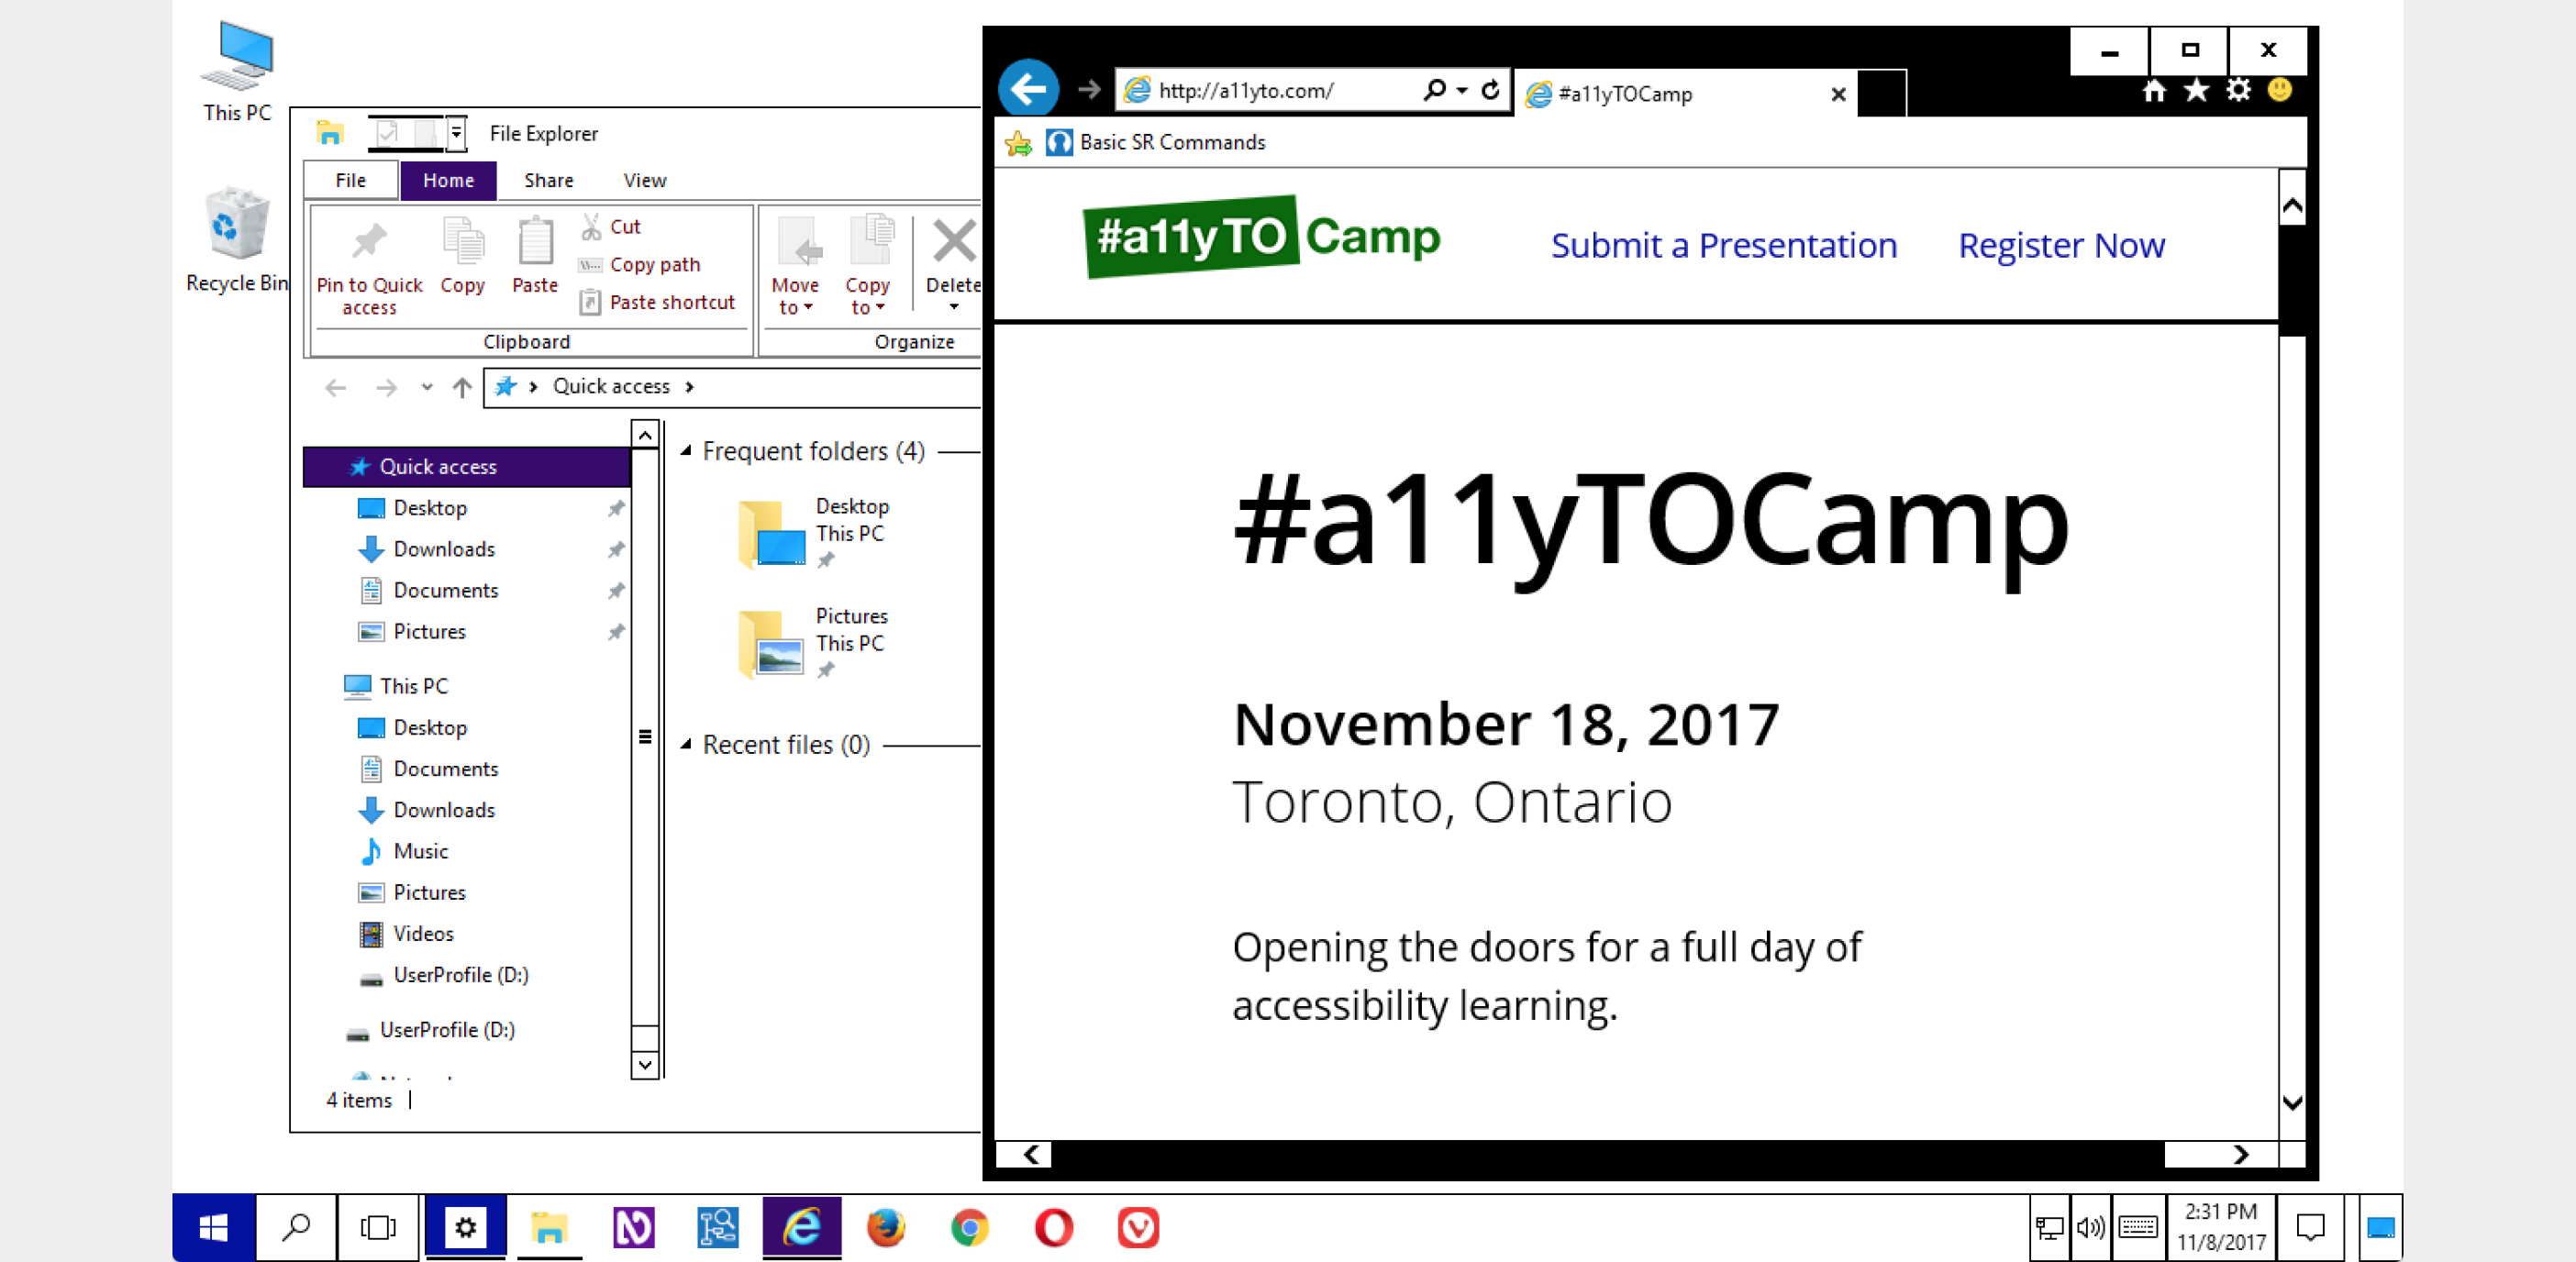 This PC
Recycle Bin
File Explorer
File
Home
Share
View
Pin to Quick
access
Copy
Paste
Cut
Copy path
Paste shortcut
Clipboard
Move
to
Copy
to
Delete
Organize
Quick access
Quick access
Desktop
Downloads
Documents
Pictures
This PC
Desktop
Documents
Downloads
Music
Pictures
Videos
UserProfile (D:)
UserProfile (D:)
4 items
Frequent folders (4)
Desktop
This PC
Pictures
This PC
Recent files (0)
http://a11yto.com/
#a11yTOCamp
Basic SR Commands
#a11yTO Camp
Submit a Presentation
Register Now
#a11yTOCamp
November 18, 2017
Toronto, Ontario
Opening the doors for a full day of
accessibility learning.
2:31 PM
11/8/2017